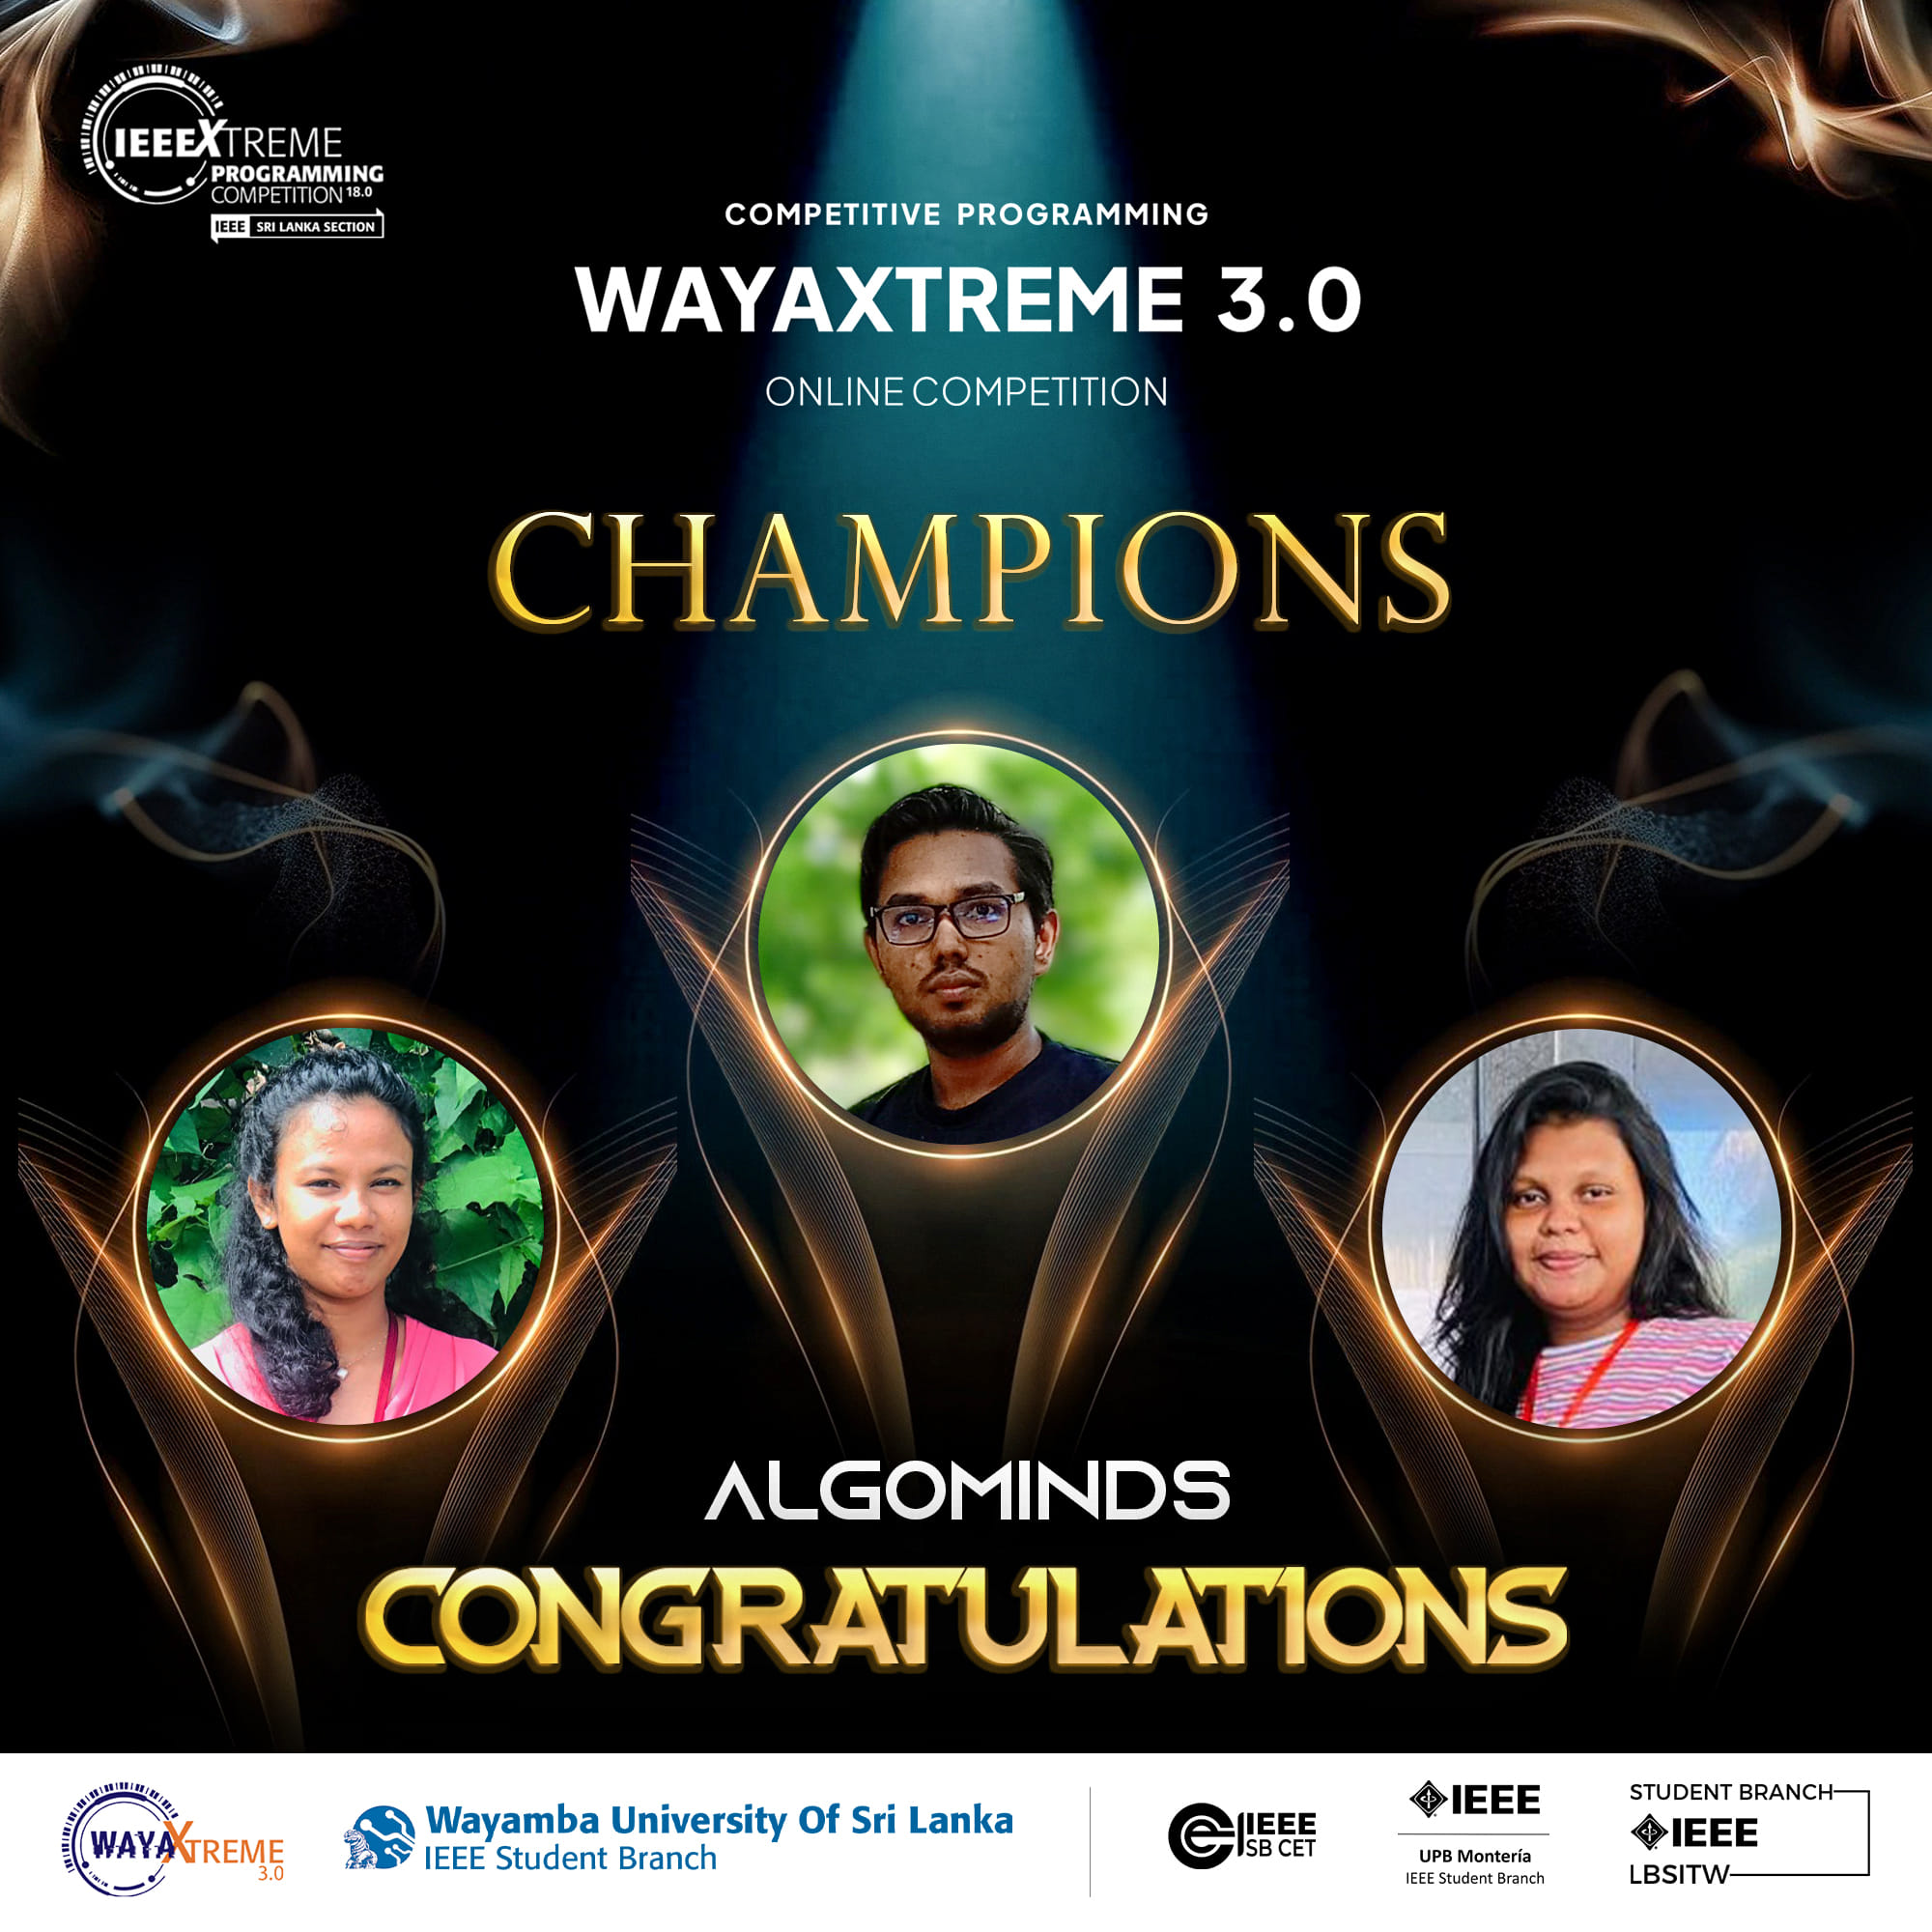 IEEEXTREME
PROGRAMMING
COMPETITION 18.0
IEEE SRI LANKA SECTION
COMPETITIVE PROGRAMMING
WAYAXTREME 3.0
ONLINE COMPETITION
CHAMPIONS
ALGOMINDS
CONGRATULATIONS
WAYAXTREME
3.0
Wayamba University Of Sri Lanka
IEEE Student Branch
IEEE
SB CET
IEEE
UPB Montería
IEEE Student Branch
STUDENT BRANCH
IEEE
LBSITW